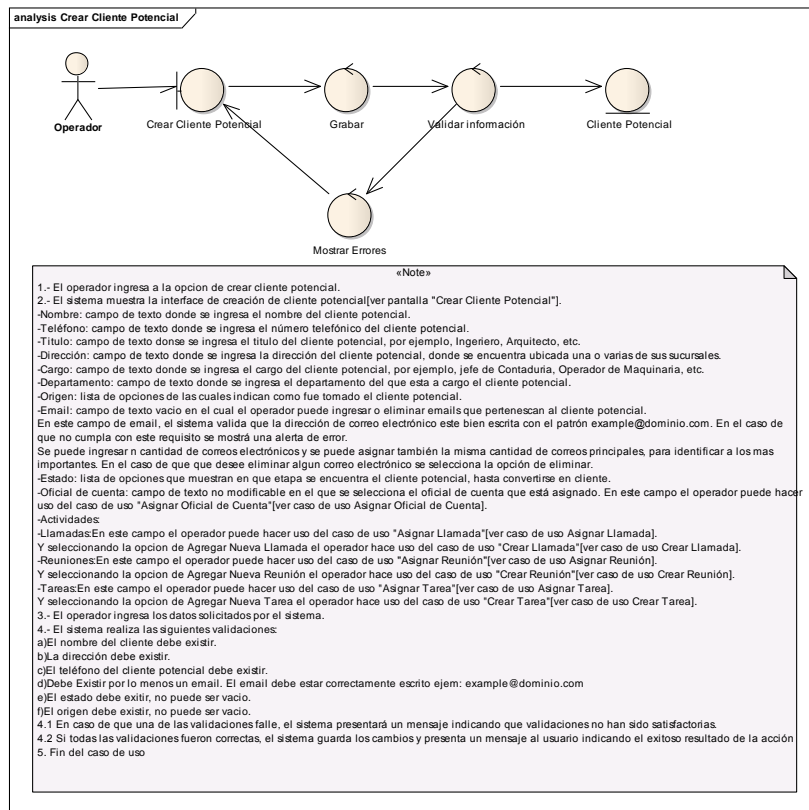 analysis Crear Cliente Potencial
Operador
Crear Cliente Potencial
Grabar
Validar información
Cliente Potencial
Mostrar Errores
«Note»
1.- El operador ingresa a la opcion de crear cliente potencial.
2.- El sistema muestra la interface de creación de cliente potencial[ver pantalla "Crear Cliente Potencial"].
-Nombre: campo de texto donde se ingresa el nombre del cliente potencial.
-Teléfono: campo de texto donde se ingresa el número telefónico del cliente potencial.
-Titulo: campo de texto donse se ingresa el titulo del cliente potencial, por ejemplo, Ingeriero, Arquitecto, etc.
-Dirección: campo de texto donde se ingresa la dirección del cliente potencial, donde se encuentra ubicada una o varias de sus sucursales.
-Cargo: campo de texto donde se ingresa el cargo del cliente potencial, por ejemplo, jefe de Contaduria, Operador de Maquinaria, etc.
-Departamento: campo de texto donde se ingresa el departamento del que esta a cargo el cliente potencial.
-Origen: lista de opciones de las cuales indican como fue tomado el cliente potencial.
-Email: campo de texto vacio en el cual el operador puede ingresar o eliminar emails que pertenescan al cliente potencial.
En este campo de email, el sistema valida que la dirección de correo electrónico este bien escrita con el patrón example@dominio.com. En el caso de
que no cumpla con este requisito se mostrá una alerta de error.
Se puede ingresar n cantidad de correos electrónicos y se puede asignar también la misma cantidad de correos principales, para identificar a los mas
importantes. En el caso de que que desee eliminar algun correo electrónico se selecciona la opción de eliminar.
-Estado: lista de opciones que muestran en que etapa se encuentra el cliente potencial, hasta convertirse en cliente.
-Oficial de cuenta: campo de texto no modificable en el que se selecciona el oficial de cuenta que está asignado. En este campo el operador puede hacer
uso del caso de uso "Asignar Oficial de Cuenta"[ver caso de uso Asignar Oficial de Cuenta].
-Actividades:
-Llamadas:En este campo el operador puede hacer uso del caso de uso "Asignar Llamada"[ver caso de uso Asignar Llamada].
Y seleccionando la opcion de Agregar Nueva Llamada el operador hace uso del caso de uso "Crear Llamada"[ver caso de uso Crear Llamada].
-Reuniones:En este campo el operador puede hacer uso del caso de uso "Asignar Reunión"[ver caso de uso Asignar Reunión].
Y seleccionando la opcion de Agregar Nueva Reunión el operador hace uso del caso de uso "Crear Reunión"[ver caso de uso Crear Reunión].
-Tareas:En este campo el operador puede hacer uso del caso de uso "Asignar Tarea"[ver caso de uso Asignar Tarea].
Y seleccionando la opcion de Agregar Nueva Tarea el operador hace uso del caso de uso "Crear Tarea"[ver caso de uso Crear Tarea].
3.- El operador ingresa los datos solicitados por el sistema.
4.- El sistema realiza las siguientes validaciones:
a)El nombre del cliente debe existir.
b)La dirección debe existir.
c)El teléfono del cliente potencial debe existir.
d)Debe Existir por lo menos un email. El email debe estar correctamente escrito ejem: example@dominio.com
e)El estado debe exitir, no puede ser vacio.
f)El origen debe existir, no puede ser vacio.
4.1 En caso de que una de las validaciones falle, el sistema presentará un mensaje indicando que validaciones no han sido satisfactorias.
4.2 Si todas las validaciones fueron correctas, el sistema guarda los cambios y presenta un mensaje al usuario indicando el exitoso resultado de la acción
5. Fin del caso de uso